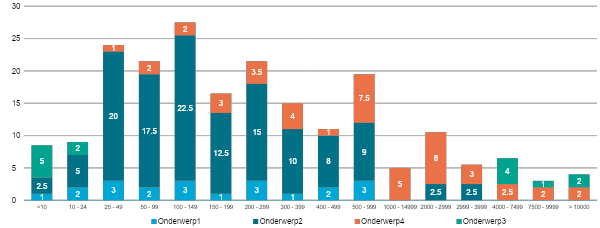 30
25
20
15
10
5
0
5
2.5
1
2
5
2
1
20
3
2
17.5
2
2
22.5
3
3
12.5
1
3.5
15
3
4
10
1
1
8
2
7.5
9
3
5
8
2.5
3
2.5
4
2.5
1
2
2
2
<10
10 - 24
25 - 49
50 - 99
100 - 149
150 - 199
200 - 299
300 - 399
400 - 499
500 - 999
1000 - 14999
2000 - 2999
2999 - 3999
4000 - 7499
7500 - 9999
> 10000
Onderwerp1
Onderwerp2
Onderwerp4
Onderwerp3